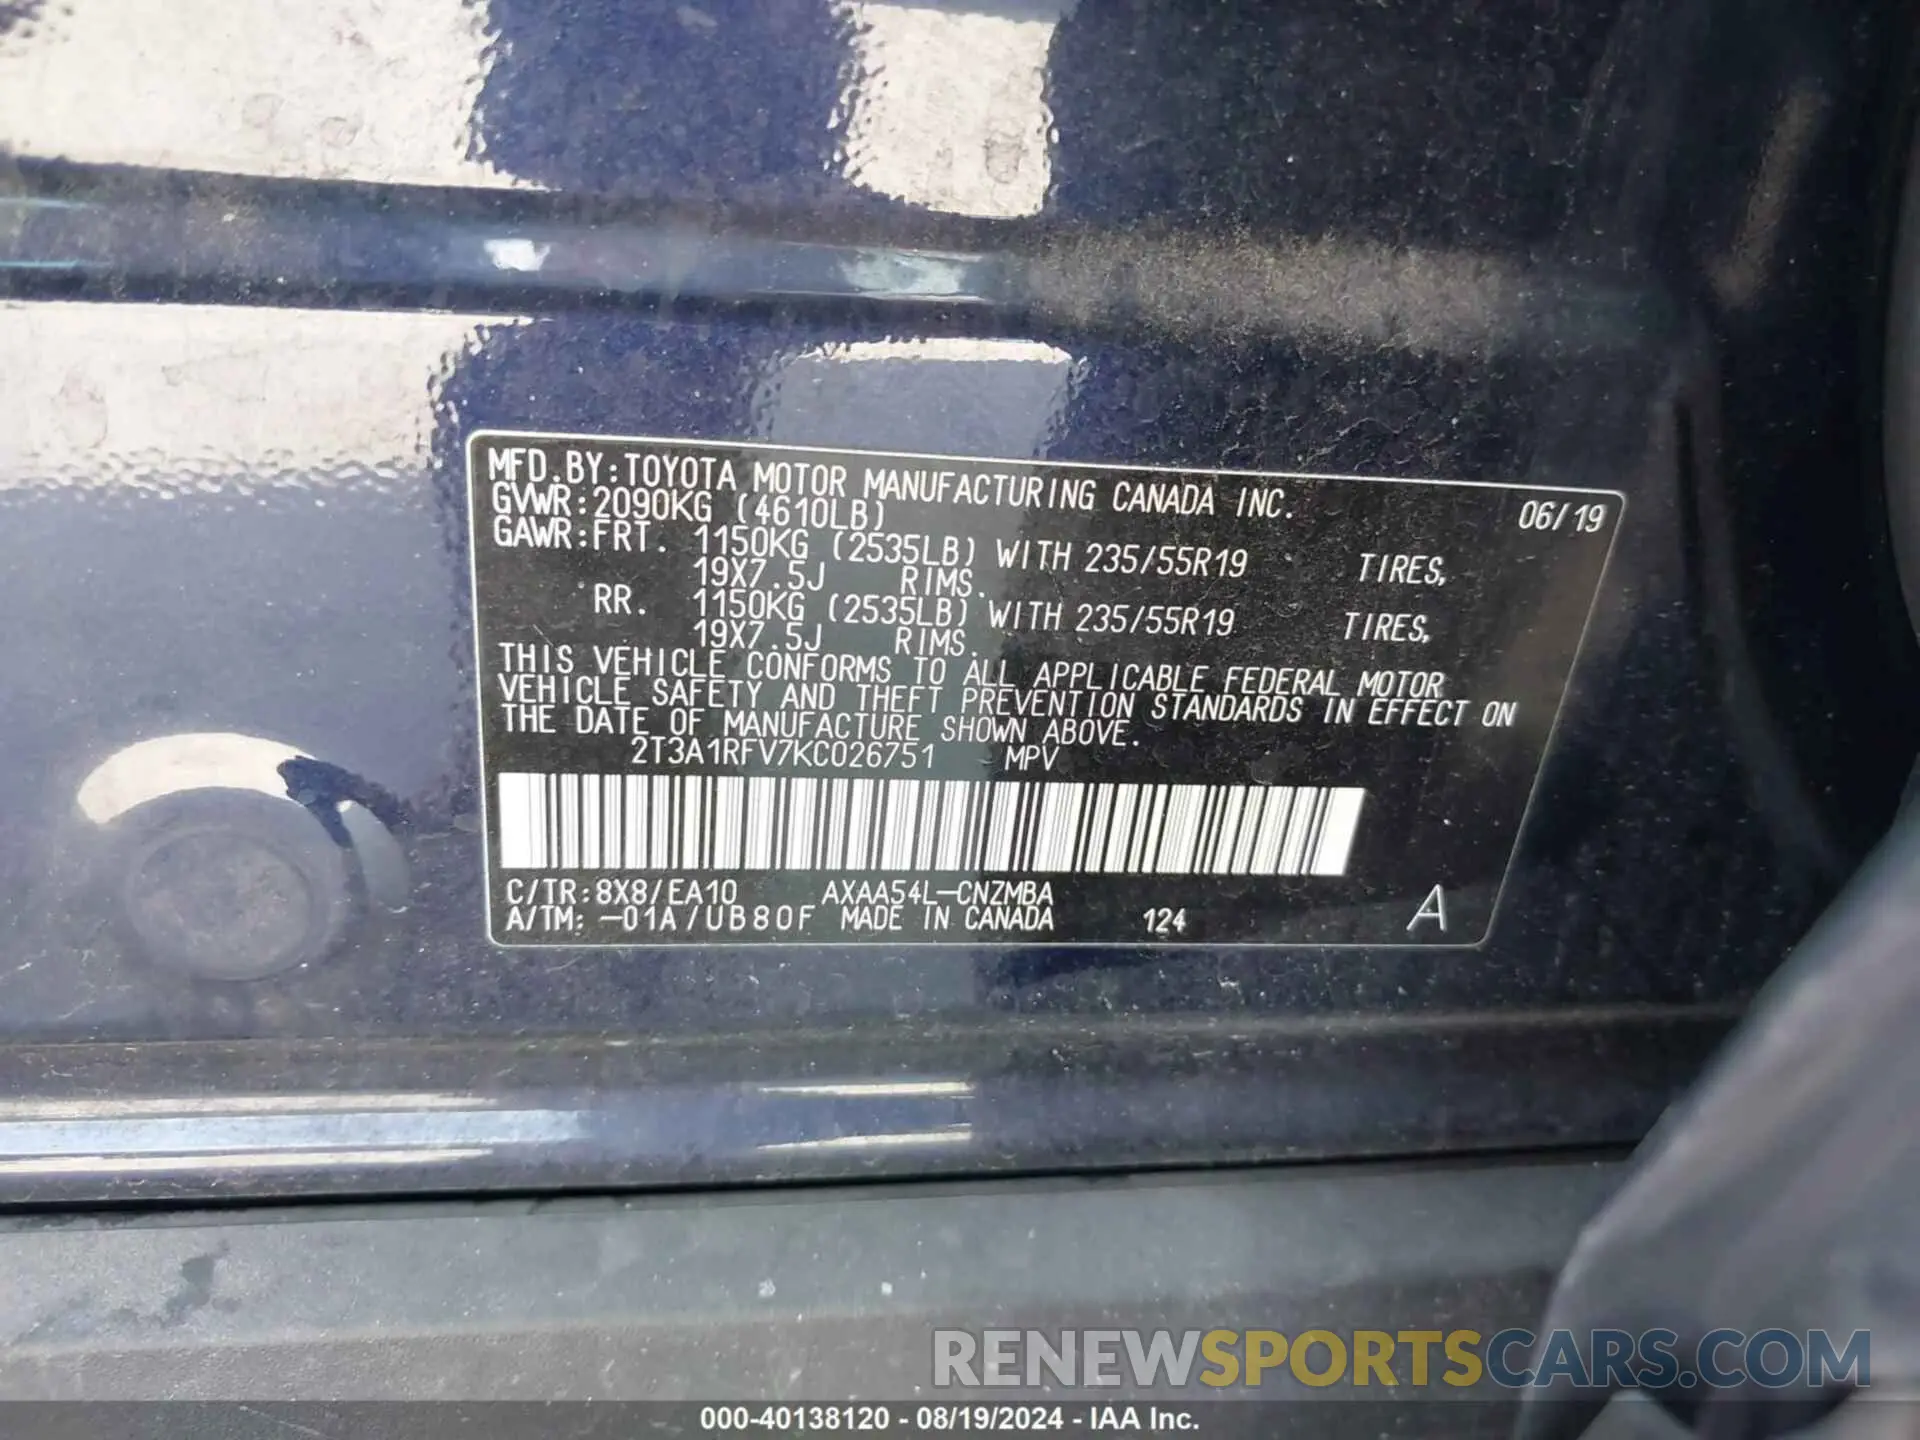 MFD.BY:TOYOTA MOTOR MANUFACTURING CANADA INC. 06/19
GVWR:2090KG (4610LB)
GAWR:FRT. 1150KG (2535LB) WITH 235/55R19 TIRES,
19X7.5J RIMS.
RR. 1150KG (2535LB) WITH 235/55R19 TIRES,
19X7.5J RIMS.
THIS VEHICLE CONFORMS TO ALL APPLICABLE FEDERAL MOTOR
VEHICLE SAFETY AND THEFT PREVENTION STANDARDS IN EFFECT ON
THE DATE OF MANUFACTURE SHOWN ABOVE.
2T3A1RFV7KC026751 MPV
C/TR:8X8/EA10 AXAA54L-CNZMBA
A/TM:-01A/UB80F MADE IN CANADA 124 A
RENEWSPORTSCARS.COM
000-40138120 - 08/19/2024 - IAA Inc.